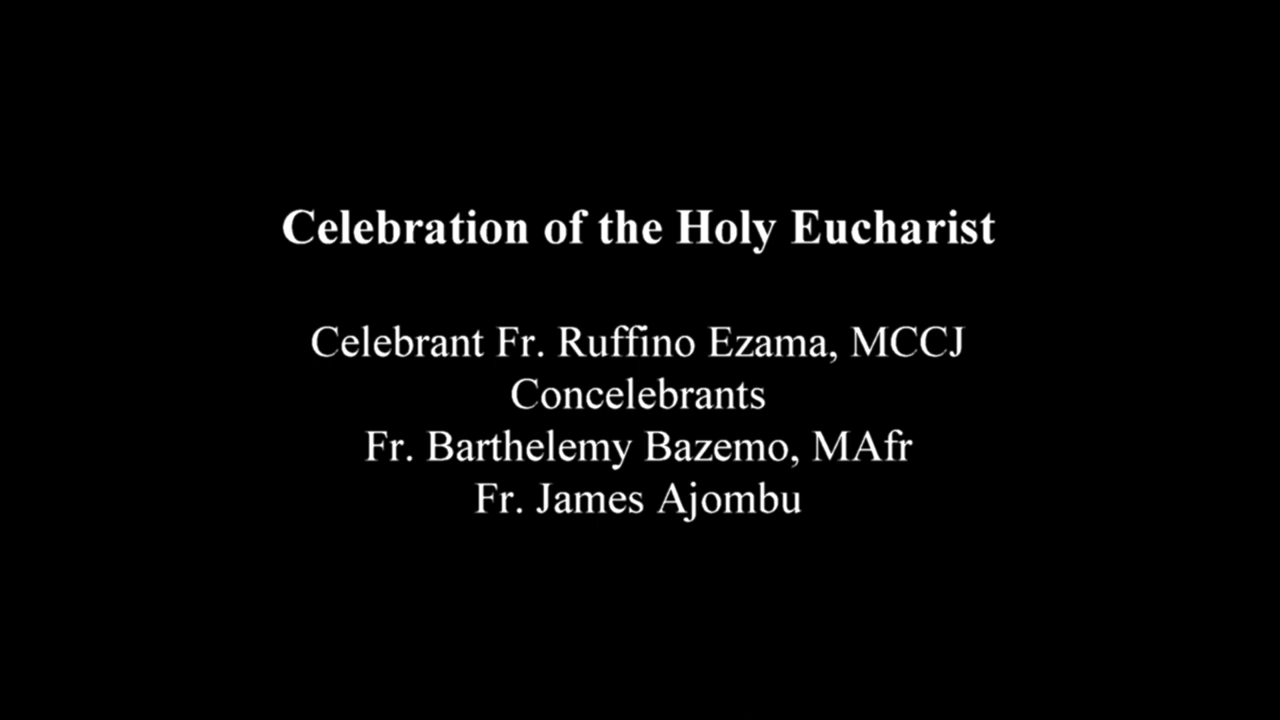 Celebration of the Holy Eucharist
Celebrant Fr. Ruffino Ezama, MCCJ
Concelebrants
Fr. Barthelemy Bazemo, MAfr
Fr. James Ajombu